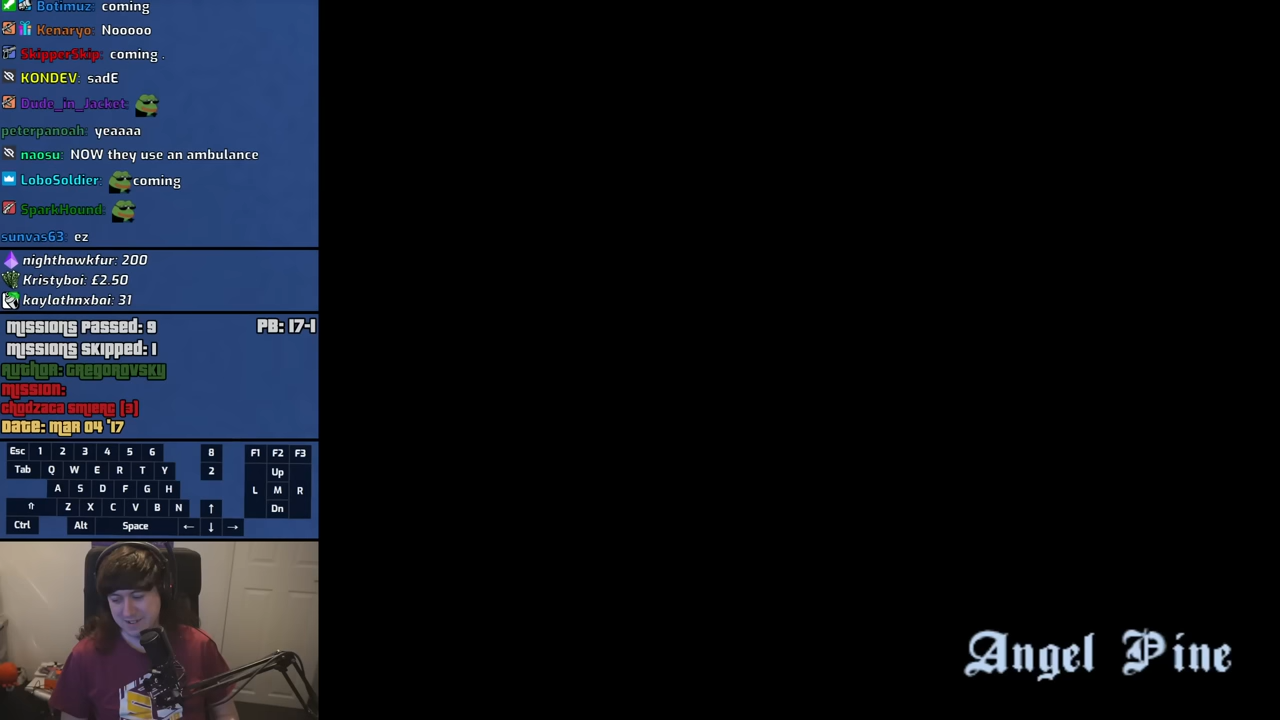 Botimuz: coming
Kenaryo: Nooooo
SkipperSkip: coming .
KONDEV: sadE
Dude_in_Jacket:
peterpanoah: yeaaaa
naosu: NOW they use an ambulance
LoboSoldier: coming
SparkHound:
sunvas63: ez
nighthawkfur: 200
Kristyboi: £2.50
kaylathnxbai: 31
MISSIONS PASSED: 9 PB: 17-1
MISSIONS SKIPPED: 1
AUTHOR: GREGOROVSKY
MISSION:
CHODZACA SMIERC [3]
DATE: MAR 04 '17
Esc 1 2 3 4 5 6 8 F1 F2 F3
Tab Q W E R T Y 2 Up
A S D F G H L M R
⇧ Z X C V B N ↑ Dn
Ctrl Alt Space ← ↓ →
Angel Pine